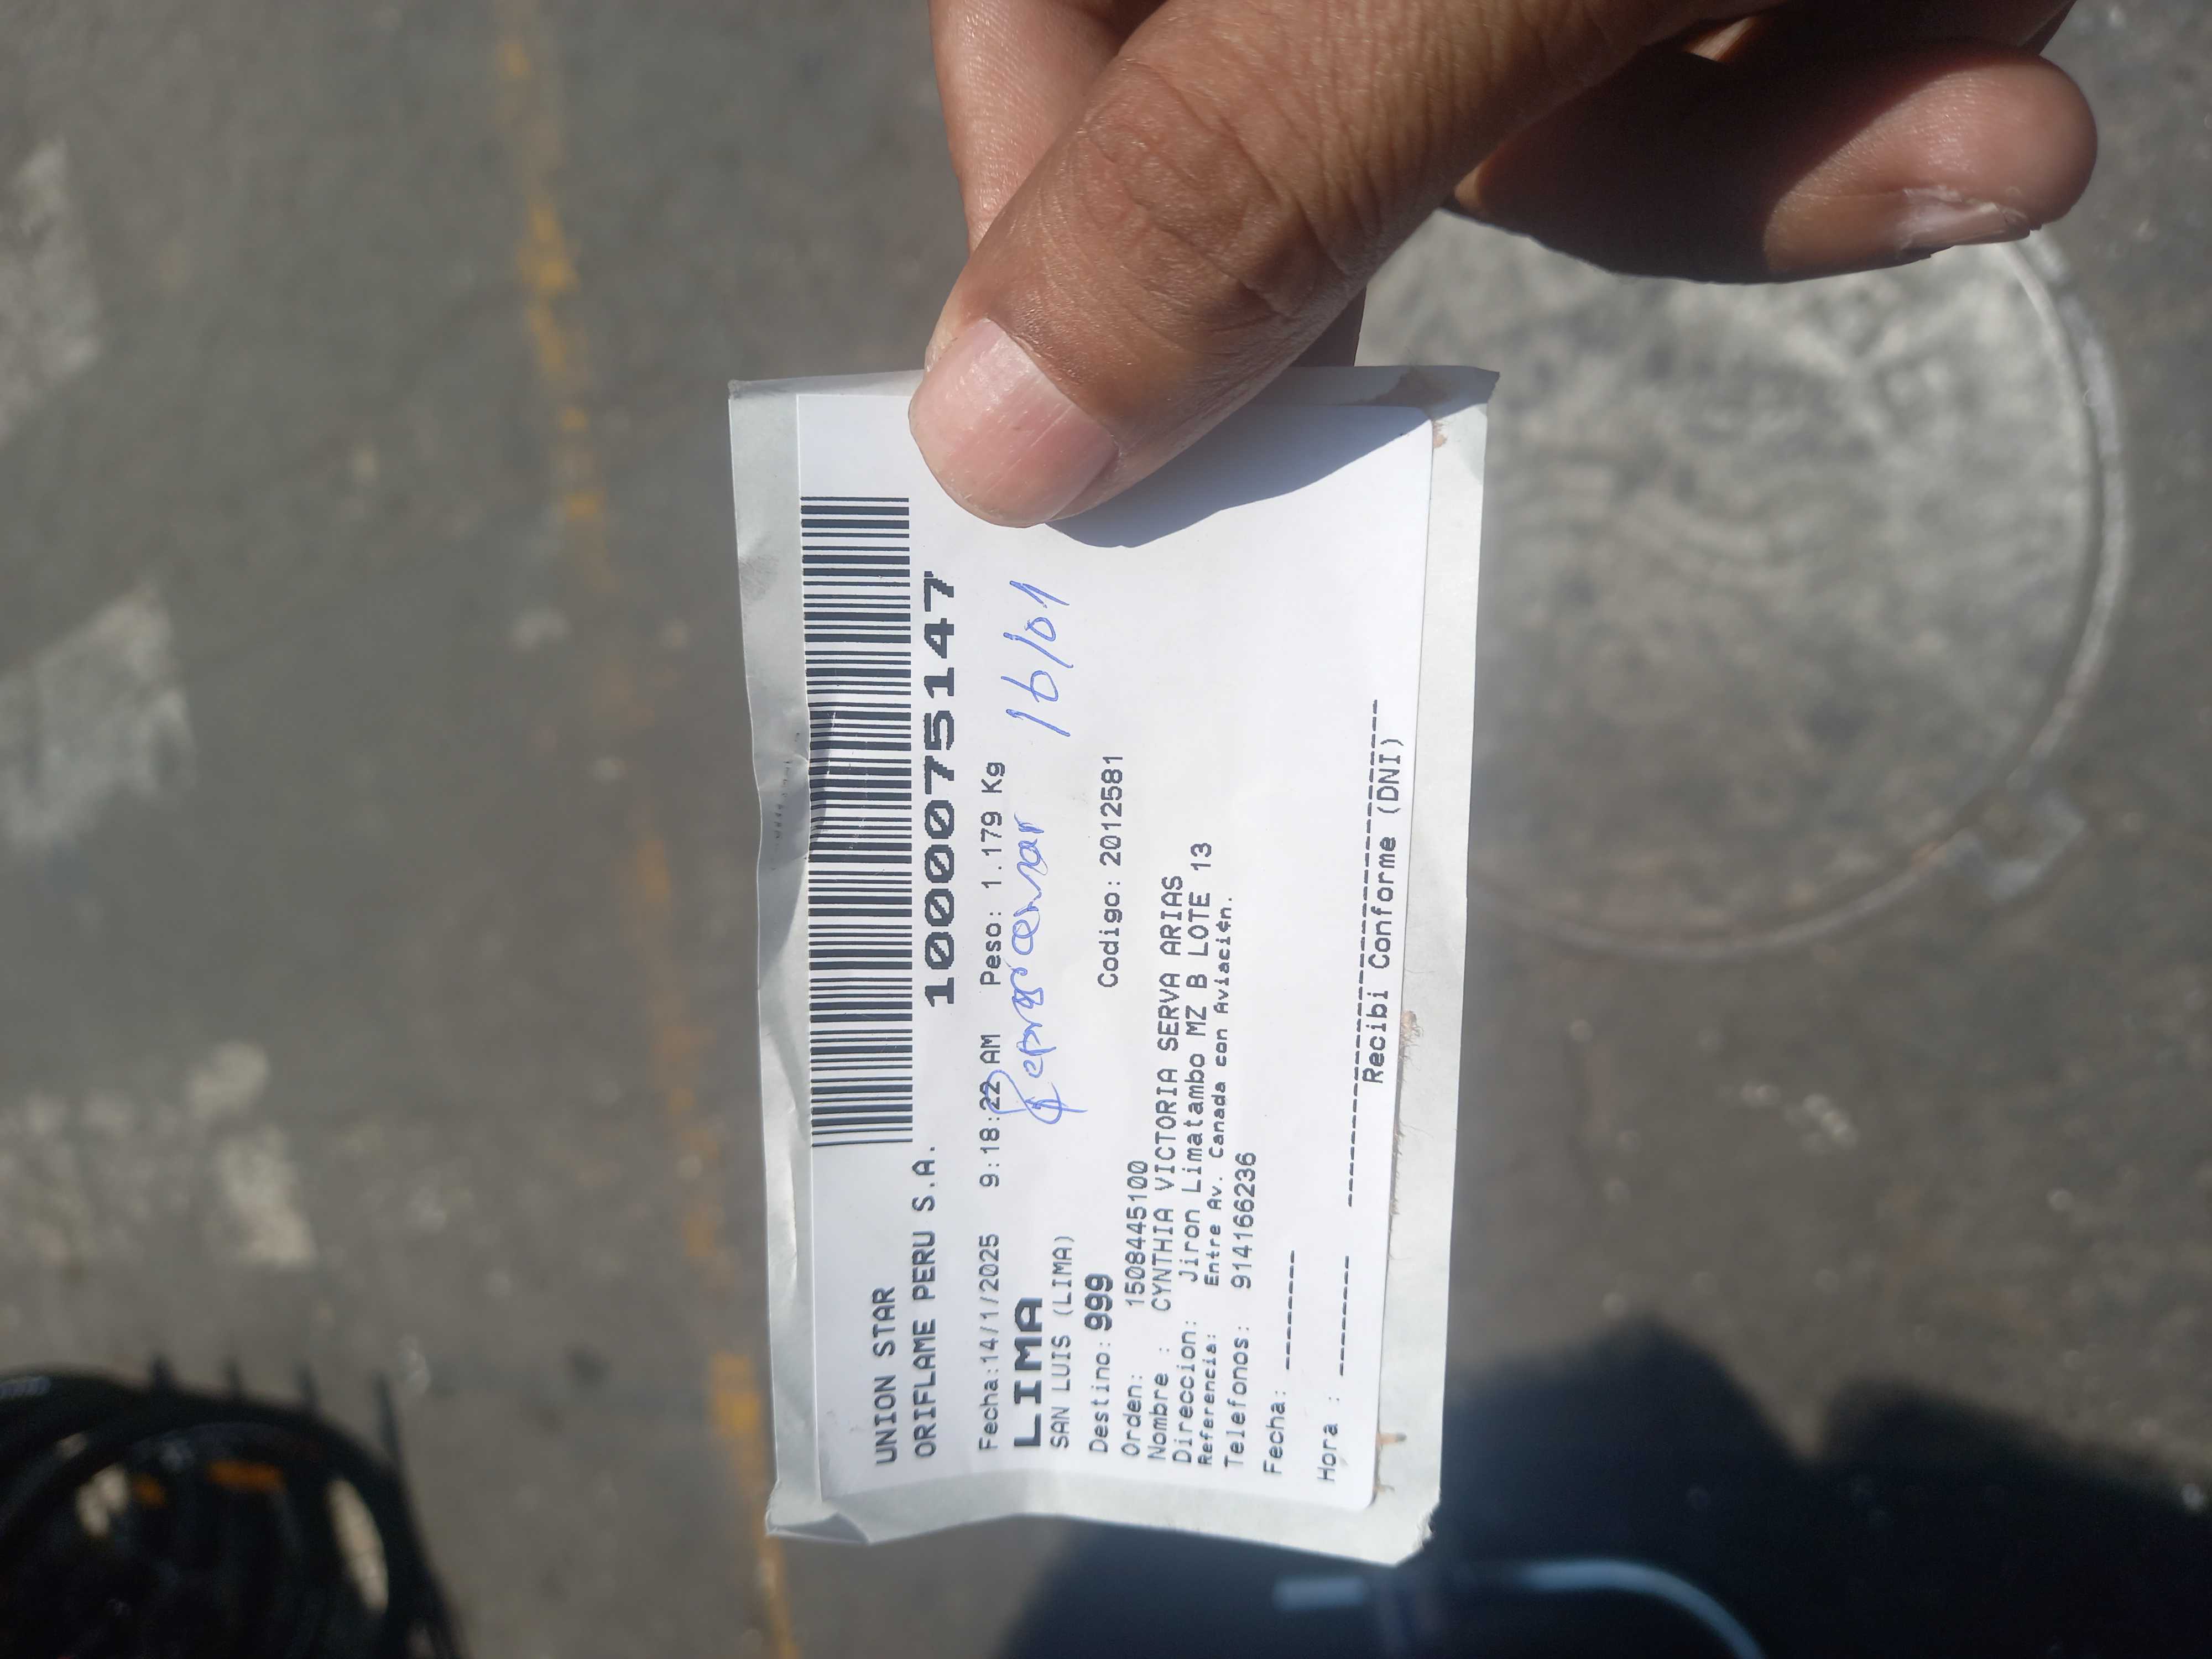 UNION STAR
ORIFLAME PERU S.A.
1000075147
Fecha:14/1/2025 9:18:22 AM Peso: 1.179 Kg
LIMA
Reprogramar 16/01
SAN LUIS (LIMA)
Destino: 999 Codigo: 2012581
Orden: 1508445100
Nombre : CYNTHIA VICTORIA SERVA ARIAS
Direccion: Jiron Limatambo MZ B LOTE 13
Referencia: Entre Av. Canada con Aviaci¢n.
Telefonos: 914166236
Fecha: -------
Hora : ------- ------------------------------
Recibi Conforme (DNI)